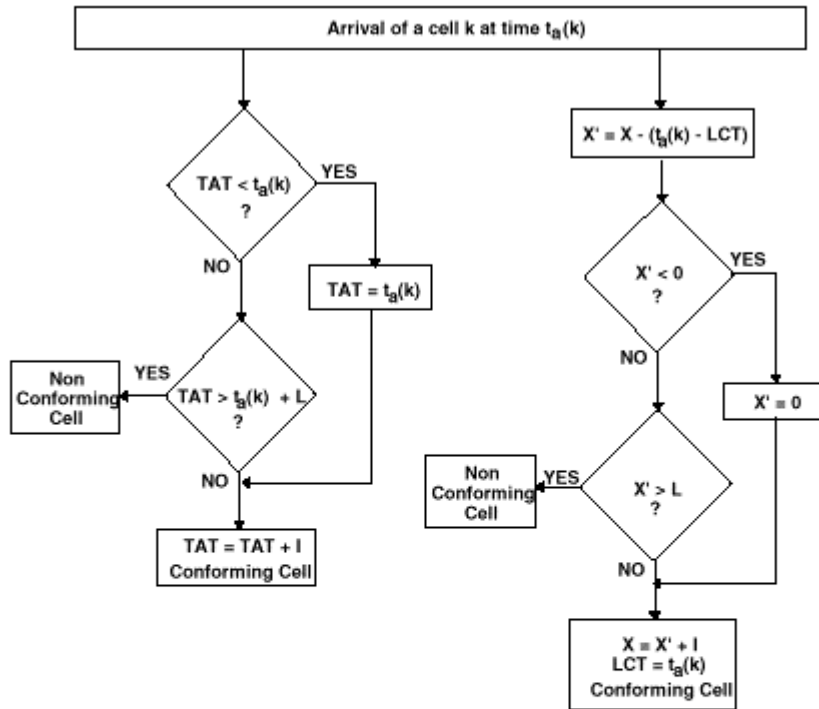 Arrival of a cell k at time ta(k)
TAT < ta(k)
?
YES
NO
TAT = ta(k)
TAT > ta(k) + L
?
YES
Non
Conforming
Cell
NO
TAT = TAT + I
Conforming Cell
X' = X - (ta(k) - LCT)
X' < 0
?
YES
NO
X' = 0
X' > L
?
YES
Non
Conforming
Cell
NO
X = X' + I
LCT = ta(k)
Conforming Cell